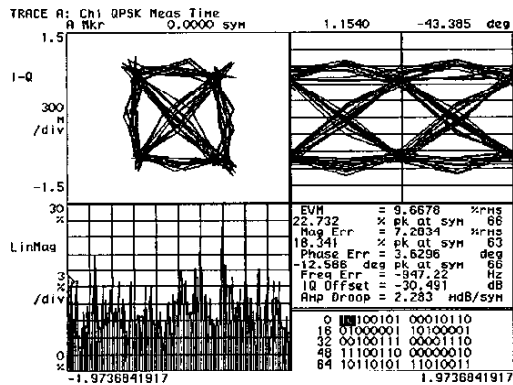 TRACE A: Ch1 QPSK Meas Time
A Mkr 0.0000 sym 1.1540 -43.385 deg
1.5
I-Q
300
m
/div
-1.5
30
%
LinMag
3
%
/div
0
%
EVM = 9.6678 %rms
22.732 % pk at sym 66
Mag Err = 7.2034 %rms
18.341 % pk at sym 63
Phase Err = 3.6296 deg
-12.566 deg pk at sym 66
Freq Err = -947.22 Hz
IQ Offset = -30.491 dB
Amp Droop = 2.283 mdB/sym
0 100101 00010110
16 01000001 10100001
32 00100111 00001000
48 11100110 00000010
64 10110101 11010011
-1.9736841917 1.9736841917